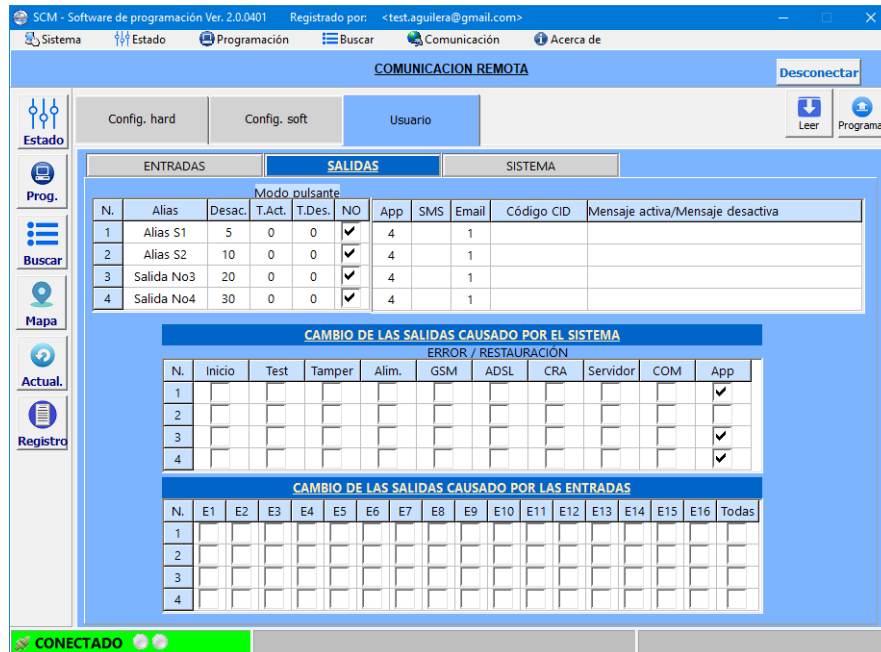 SCM - Software de programación Ver. 2.0.0401 Registrado por: <test.aguilera@gmail.com>
Sistema Estado Programación Buscar Comunicación Acerca de
COMUNICACION REMOTA
Desconectar
Estado
Config. hard Config. soft Usuario
Leer Programa
Prog.
Buscar
Mapa
Actual.
Registro
ENTRADAS SALIDAS SISTEMA
Modo pulsante
N. Alias Desac. T.Act. T.Des. NO App SMS Email Código CID Mensaje activa/Mensaje desactiva
1 Alias S1 5 0 0 4 1
2 Alias S2 10 0 0 4 1
3 Salida No3 20 0 0 4 1
4 Salida No4 30 0 0 4 1
CAMBIO DE LAS SALIDAS CAUSADO POR EL SISTEMA
ERROR / RESTAURACIÓN
N. Inicio Test Tamper Alim. GSM ADSL CRA Servidor COM App
1
2
3
4
CAMBIO DE LAS SALIDAS CAUSADO POR LAS ENTRADAS
N. E1 E2 E3 E4 E5 E6 E7 E8 E9 E10 E11 E12 E13 E14 E15 E16 Todas
1
2
3
4
CONECTADO